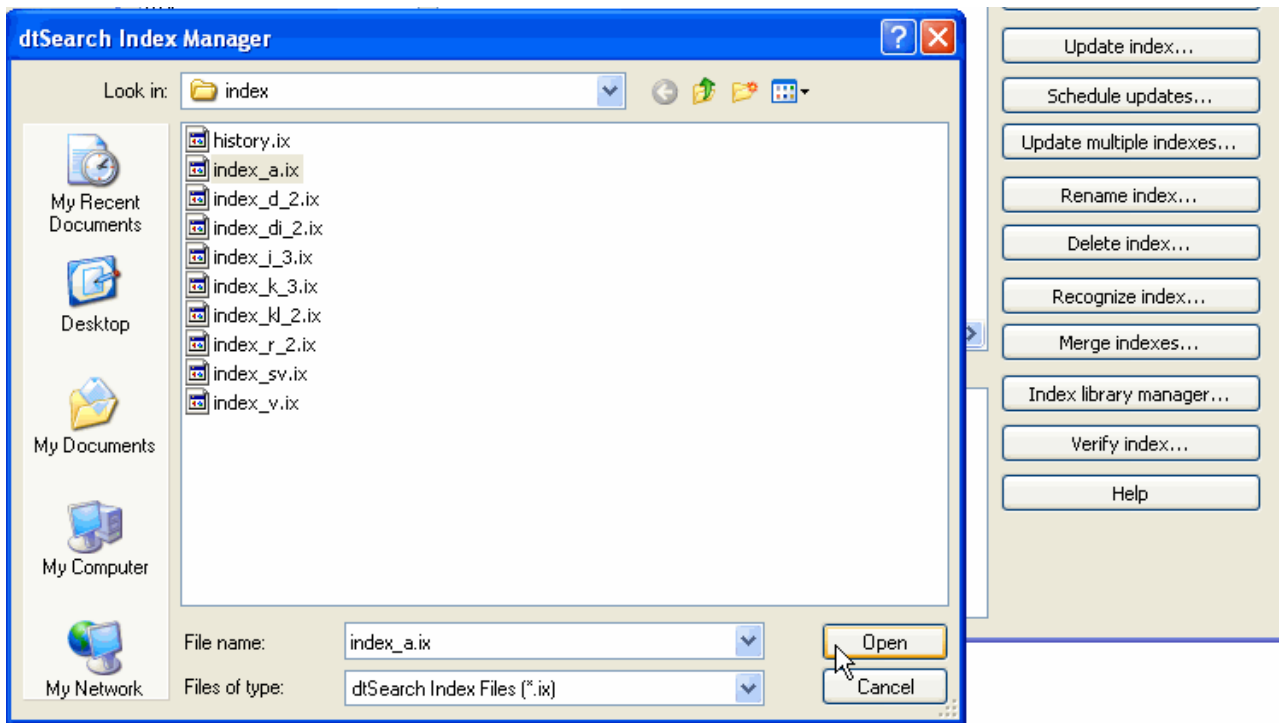 dtSearch Index Manager
Look in:
index
My Recent
Documents
Desktop
My Documents
My Computer
My Network
history.ix
index_a.ix
index_d_2.ix
index_di_2.ix
index_i_3.ix
index_k_3.ix
index_kl_2.ix
index_r_2.ix
index_sv.ix
index_v.ix
File name:
index_a.ix
Open
Files of type:
dtSearch Index Files (*.ix)
Cancel
Update index...
Schedule updates...
Update multiple indexes...
Rename index...
Delete index...
Recognize index...
Merge indexes...
Index library manager...
Verify index...
Help